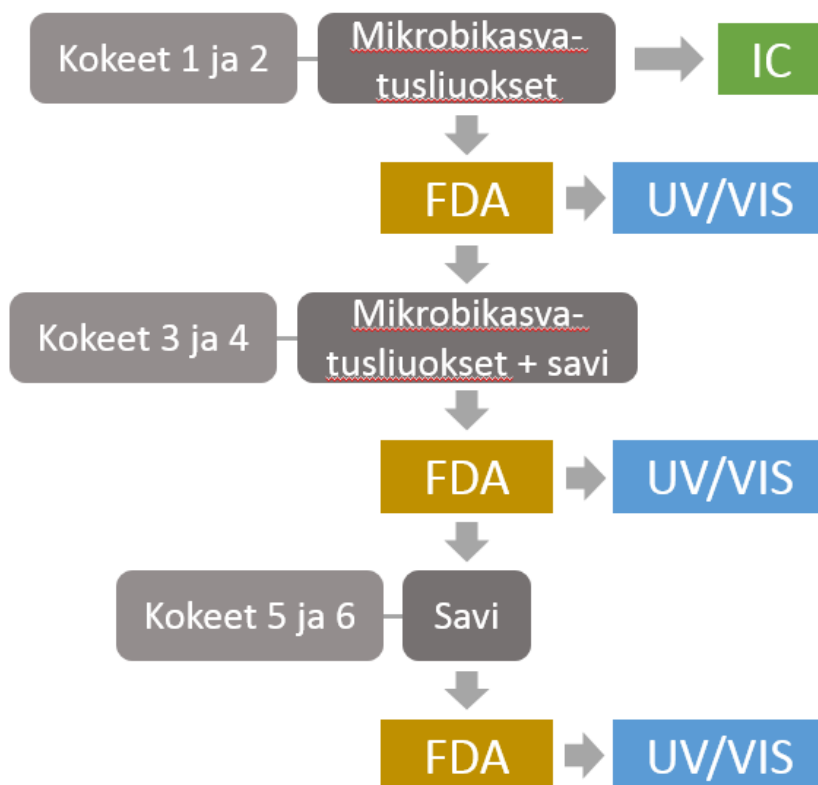 Kokeet 1 ja 2
Mikrobikasva-
tusliuokset
IC
FDA
UV/VIS
Kokeet 3 ja 4
Mikrobikasva-
tusliuokset + savi
FDA
UV/VIS
Kokeet 5 ja 6
Savi
FDA
UV/VIS